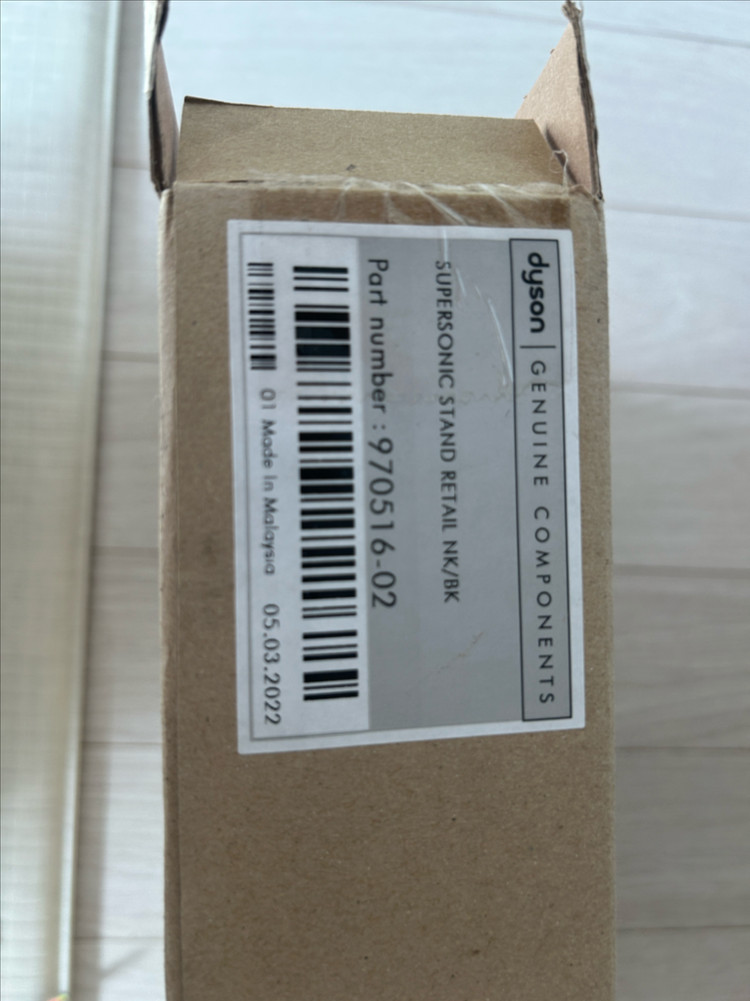 dyson | GENUINE COMPONENTS
SUPERSONIC STAND RETAIL NK/BK
Part number : 970516-02
01 Made in Malaysia 05.03.2022